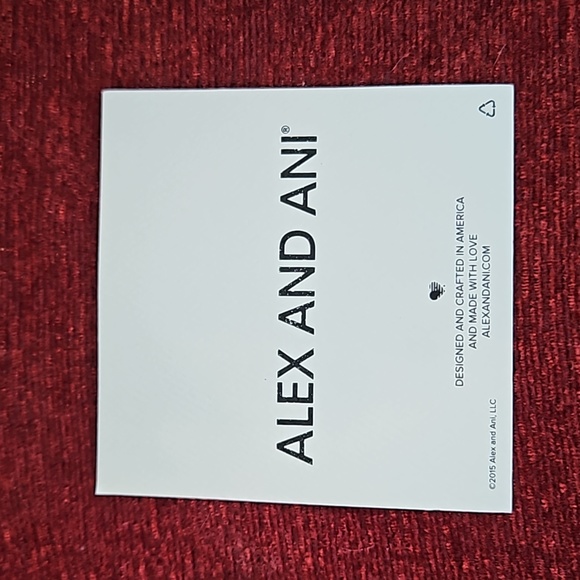 ALEX AND ANI®
DESIGNED AND CRAFTED IN AMERICA
AND MADE WITH LOVE
ALEXANDANI.COM
©2015 Alex and Ani, LLC